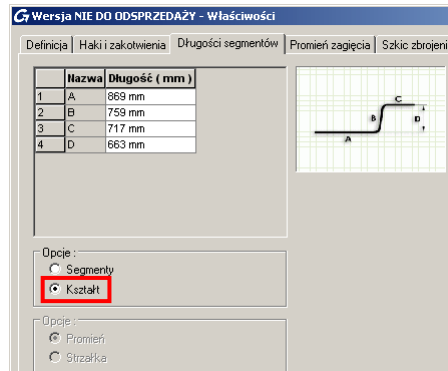 Wersja NIE DO ODSPRZEDAŻY - Właściwości
Definicja Haki i zakotwienia Długości segmentów Promień zagięcia Szkic zbrojeni
Nazwa Długość ( mm )
1 A 869 mm
2 B 759 mm
3 C 717 mm
4 D 663 mm
C
B D
A
Opcje :
Segmenty
Kształt
Opcje :
Promień
Strzałka